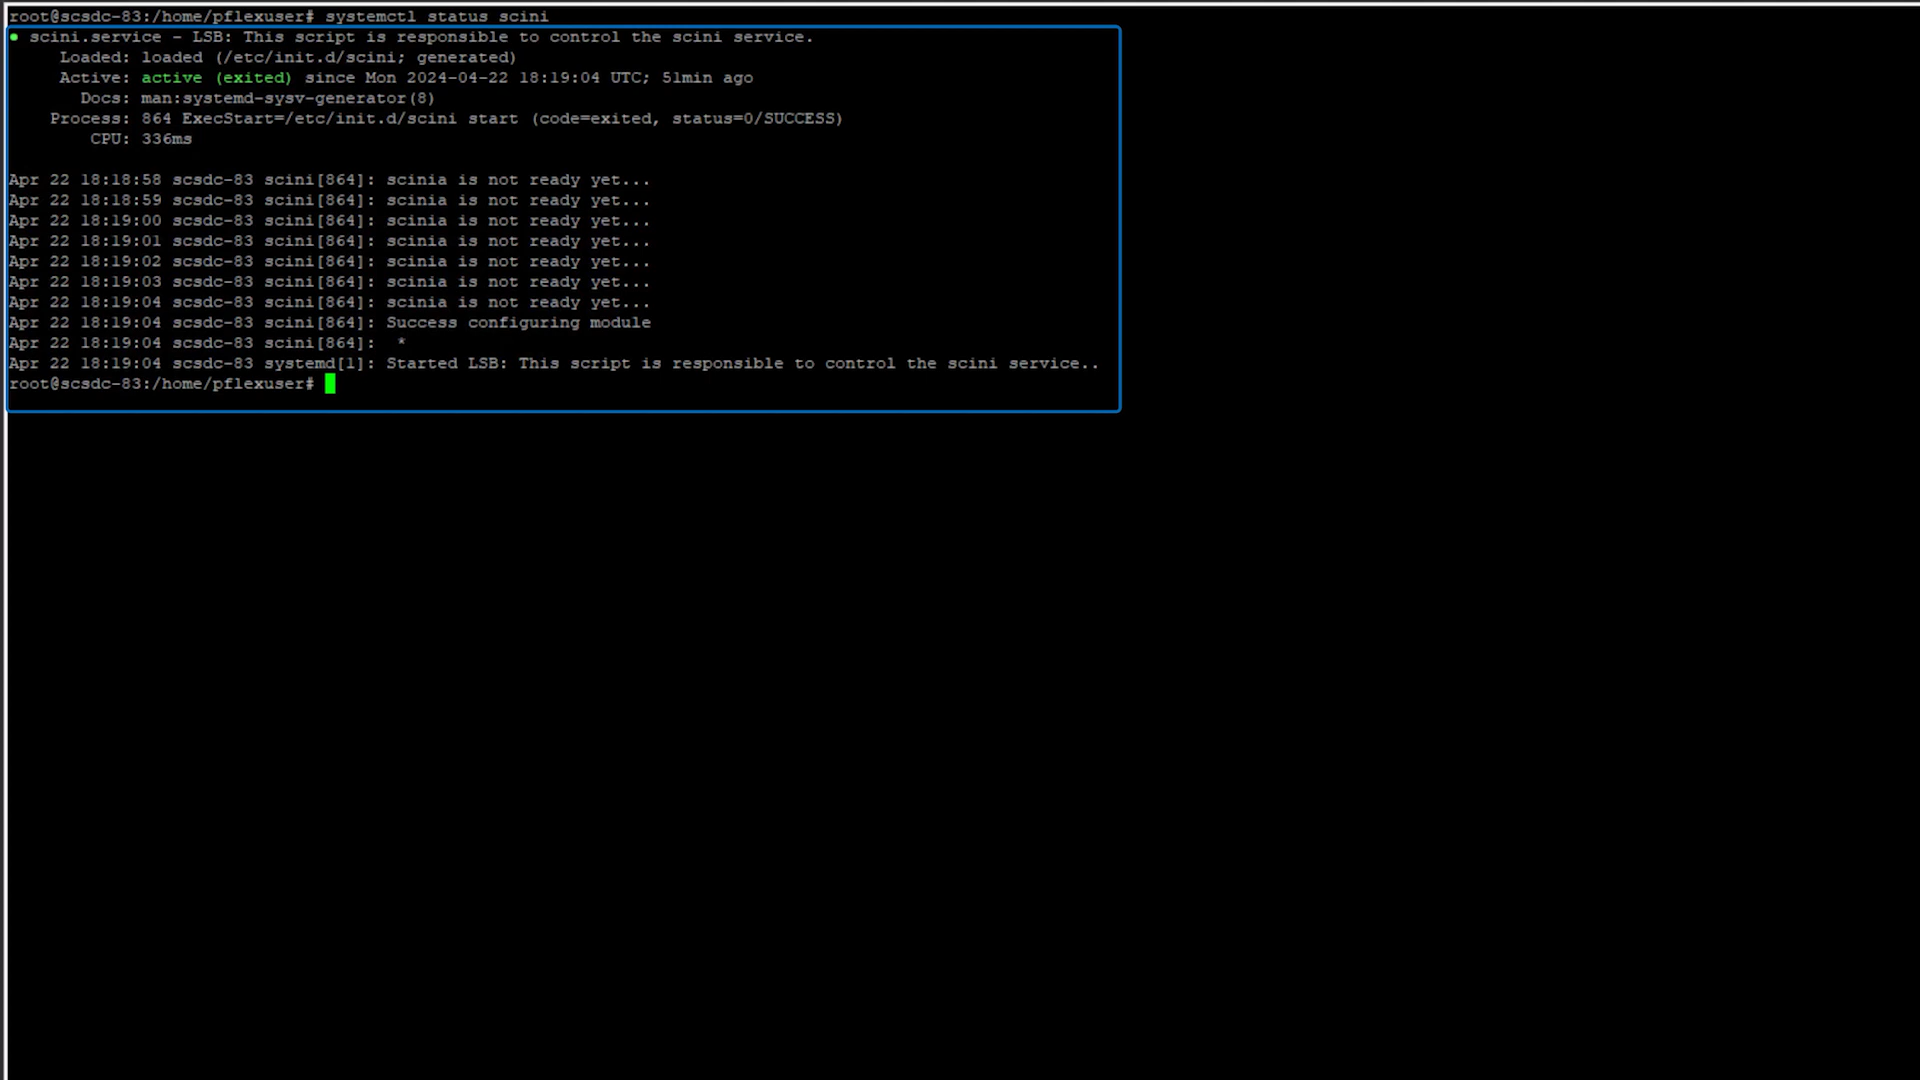 root@scsdc-83:/home/pflexuser# systemctl status scini
● scini.service - LSB: This script is responsible to control the scini service.
     Loaded: loaded (/etc/init.d/scini; generated)
     Active: active (exited) since Mon 2024-04-22 18:19:04 UTC; 51min ago
       Docs: man:systemd-sysv-generator(8)
    Process: 864 ExecStart=/etc/init.d/scini start (code=exited, status=0/SUCCESS)
        CPU: 336ms

Apr 22 18:18:58 scsdc-83 scini[864]: scinia is not ready yet...
Apr 22 18:18:59 scsdc-83 scini[864]: scinia is not ready yet...
Apr 22 18:19:00 scsdc-83 scini[864]: scinia is not ready yet...
Apr 22 18:19:01 scsdc-83 scini[864]: scinia is not ready yet...
Apr 22 18:19:02 scsdc-83 scini[864]: scinia is not ready yet...
Apr 22 18:19:03 scsdc-83 scini[864]: scinia is not ready yet...
Apr 22 18:19:04 scsdc-83 scini[864]: scinia is not ready yet...
Apr 22 18:19:04 scsdc-83 scini[864]: Success configuring module
Apr 22 18:19:04 scsdc-83 scini[864]:  *
Apr 22 18:19:04 scsdc-83 systemd[1]: Started LSB: This script is responsible to control the scini service..
root@scsdc-83:/home/pflexuser#